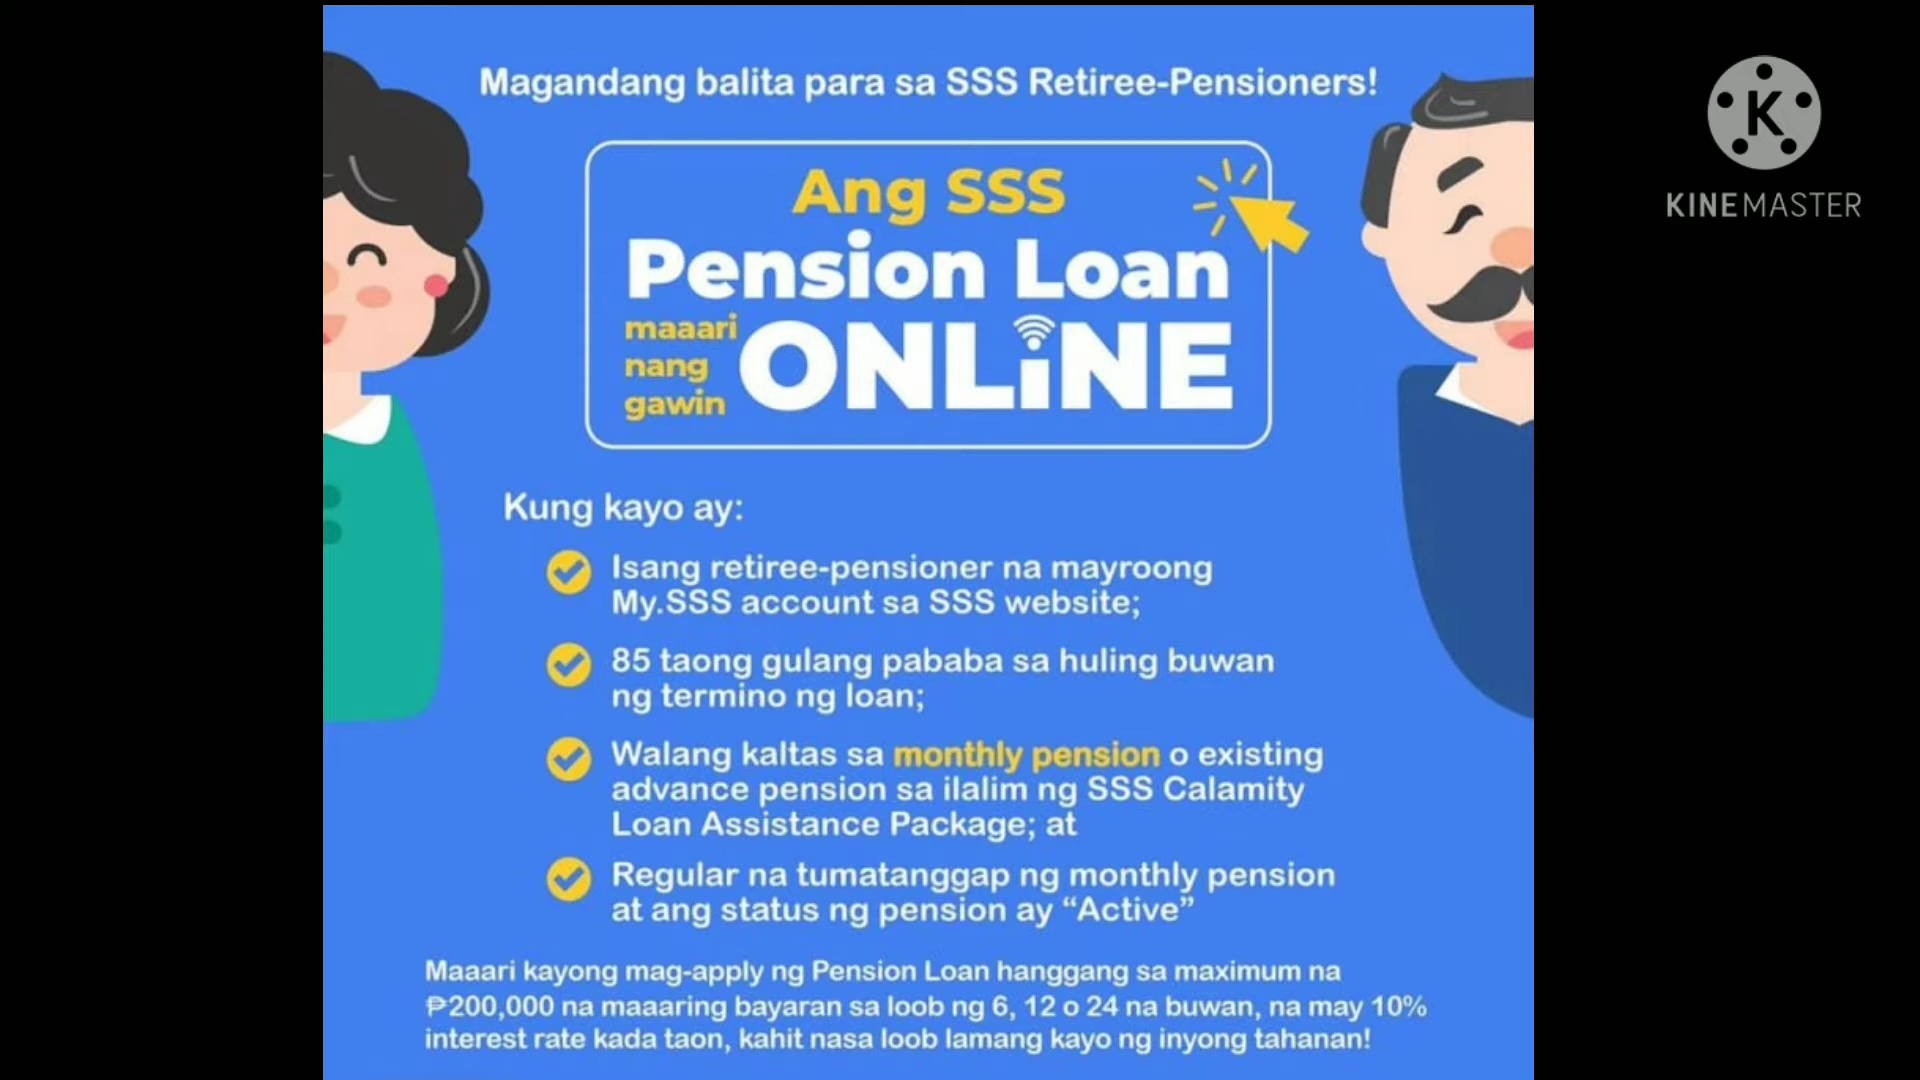 Magandang balita para sa SSS Retiree-Pensioners!
Ang SSS
Pension Loan
maaari
nang
gawin
ONLiNE
Kung kayo ay:
Isang retiree-pensioner na mayroong
My.SSS account sa SSS website;
85 taong gulang pababa sa huling buwan
ng termino ng loan;
Walang kaltas sa monthly pension o existing
advance pension sa ilalim ng SSS Calamity
Loan Assistance Package; at
Regular na tumatanggap ng monthly pension
at ang status ng pension ay “Active”
Maaari kayong mag-apply ng Pension Loan hanggang sa maximum na
₱200,000 na maaaring bayaran sa loob ng 6, 12 o 24 na buwan, na may 10%
interest rate kada taon, kahit nasa loob lamang kayo ng inyong tahanan!
K
KINEMASTER